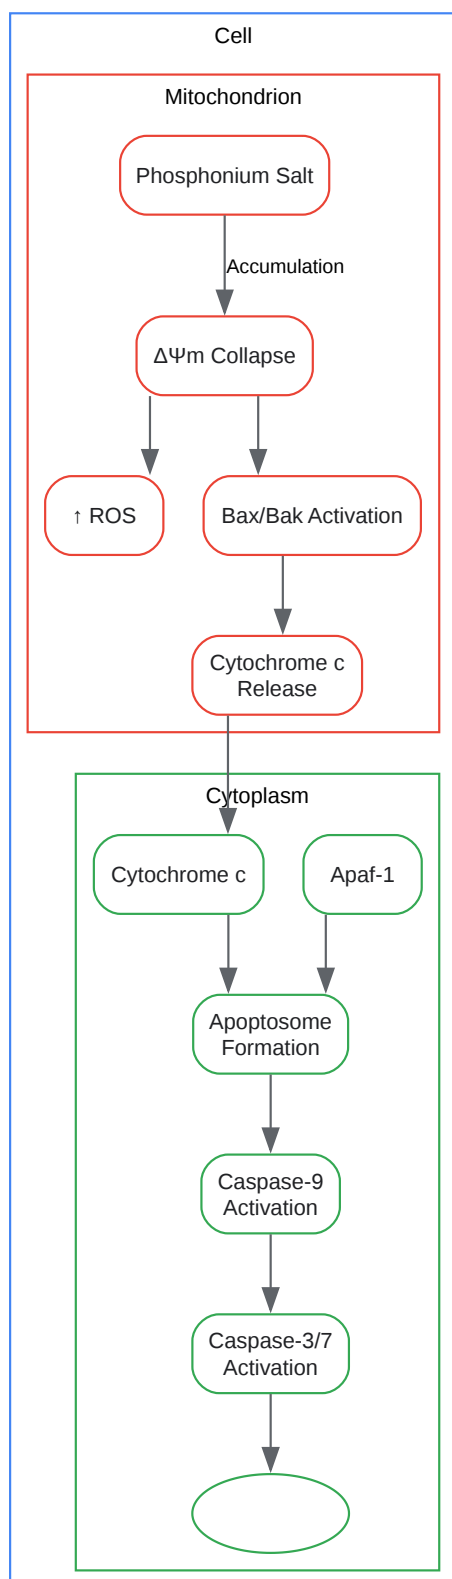 Cell
Mitochondrion
Phosphonium Salt
Accumulation
ΔΨm Collapse
↑ ROS
Bax/Bak Activation
Cytochrome c
Release
Cytoplasm
Cytochrome c
Apaf-1
Apoptosome
Formation
Caspase-9
Activation
Caspase-3/7
Activation